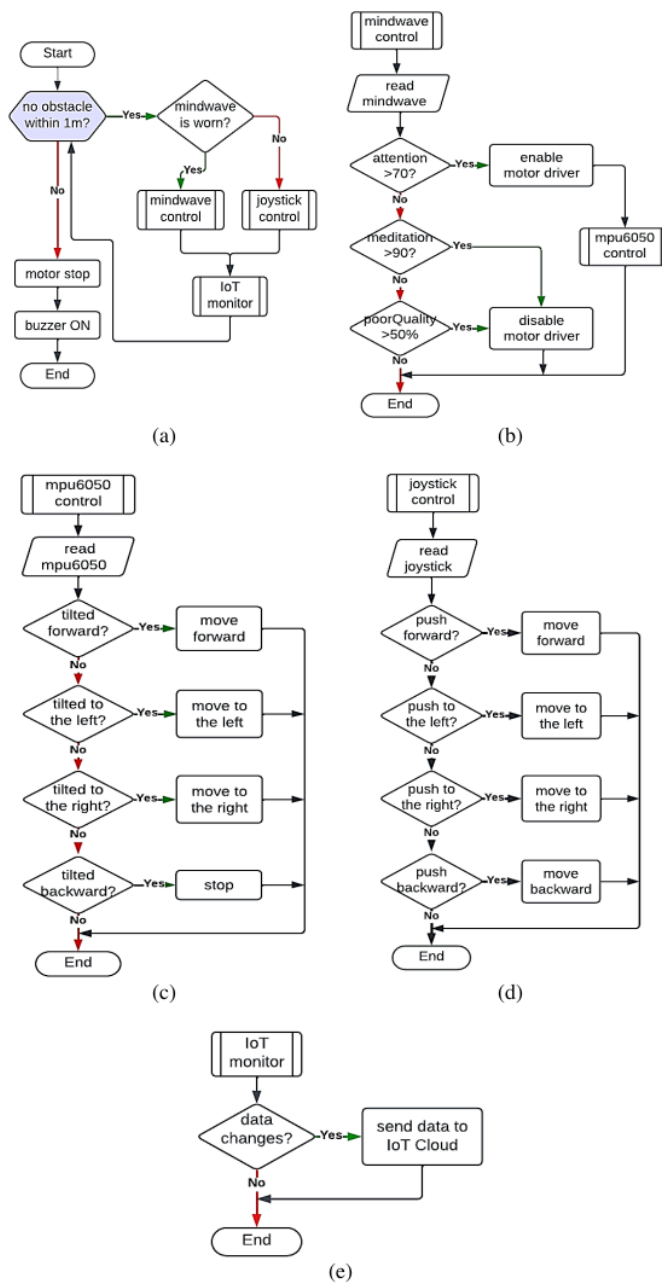 Start
no obstacle
within 1m?
Yes
mindwave
is worn?
No
Yes
No
mindwave
control
joystick
control
motor stop
IoT
monitor
buzzer ON
End
(a)
mindwave
control
read
mindwave
attention
>70?
Yes
enable
motor driver
No
meditation
>90?
Yes
mpu6050
control
No
poorQuality
>50%
Yes
disable
motor driver
No
End
(b)
mpu6050
control
read
mpu6050
tilted
forward?
Yes
move
forward
No
tilted to
the left?
Yes
move to
the left
No
tilted to
the right?
Yes
move to
the right
No
tilted
backward?
Yes
stop
No
End
(c)
joystick
control
read
joystick
push
forward?
Yes
move
forward
No
push to
the left?
Yes
move to
the left
No
push to
the right?
Yes
move to
the right
No
push
backward?
Yes
move
backward
No
End
(d)
IoT
monitor
data
changes?
Yes
send data to
IoT Cloud
No
End
(e)